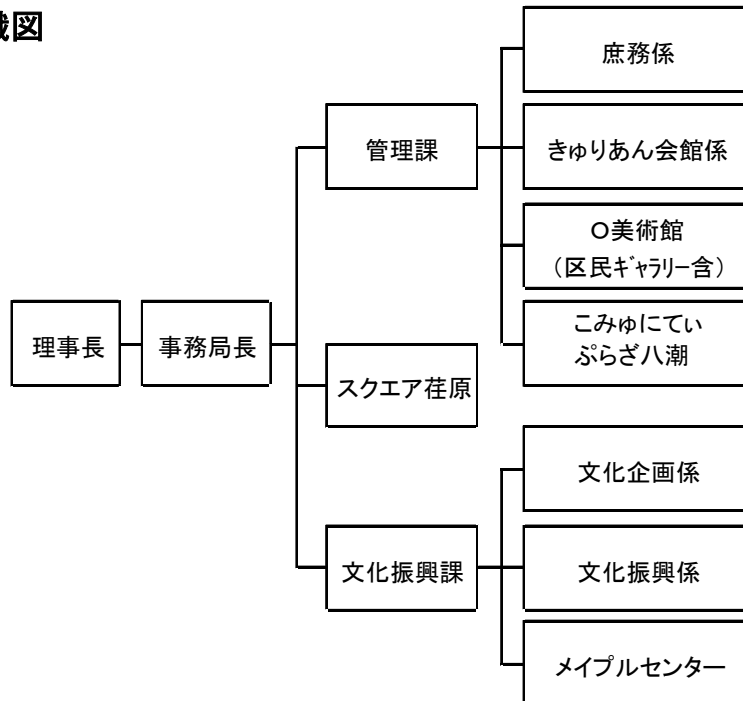 織図
庶務係
管理課
きゅりあん会館係
O美術館
（区民ギャラリー含）
理事長
事務局長
こみゅにてぃ
ぷらざ八潮
スクエア荏原
文化企画係
文化振興課
文化振興係
メイプルセンター